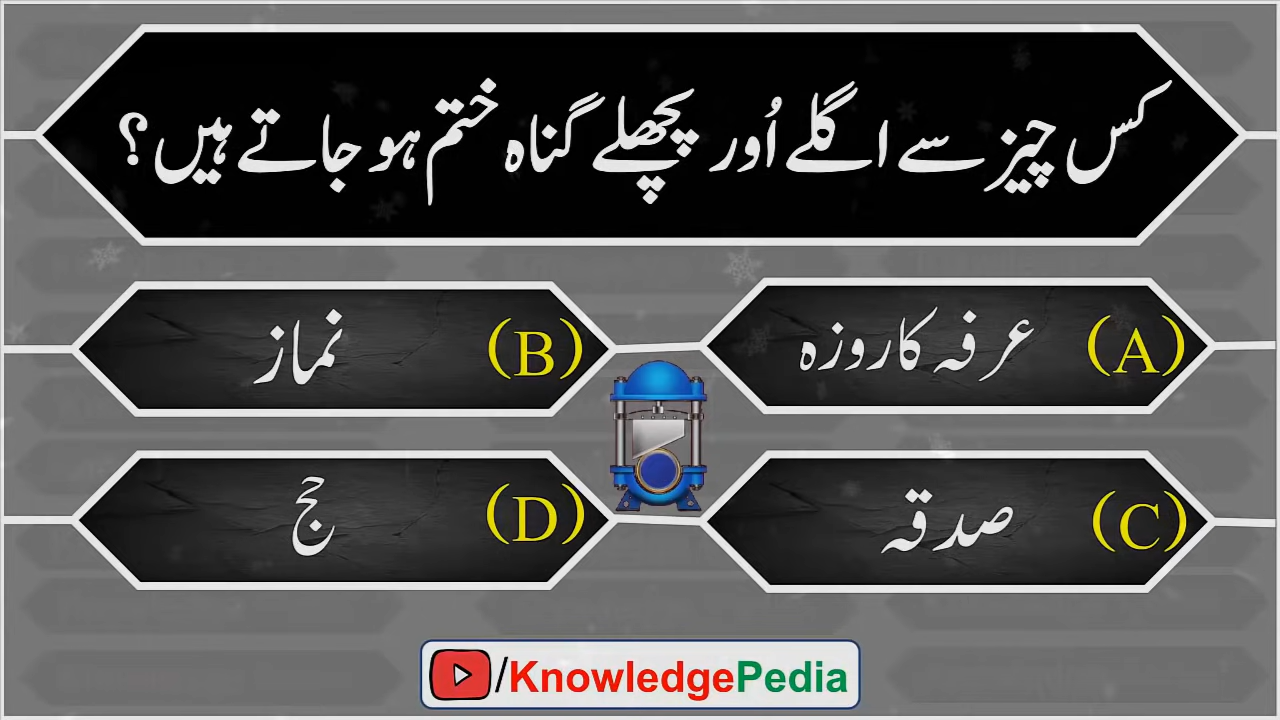 کس چیز سے اگلے اُور پچھلے گناہ ختم ہو جاتے ہیں؟
(A) عرفہ کا روزہ
(B) نماز
(C) صدقہ
(D) حج
/KnowledgePedia